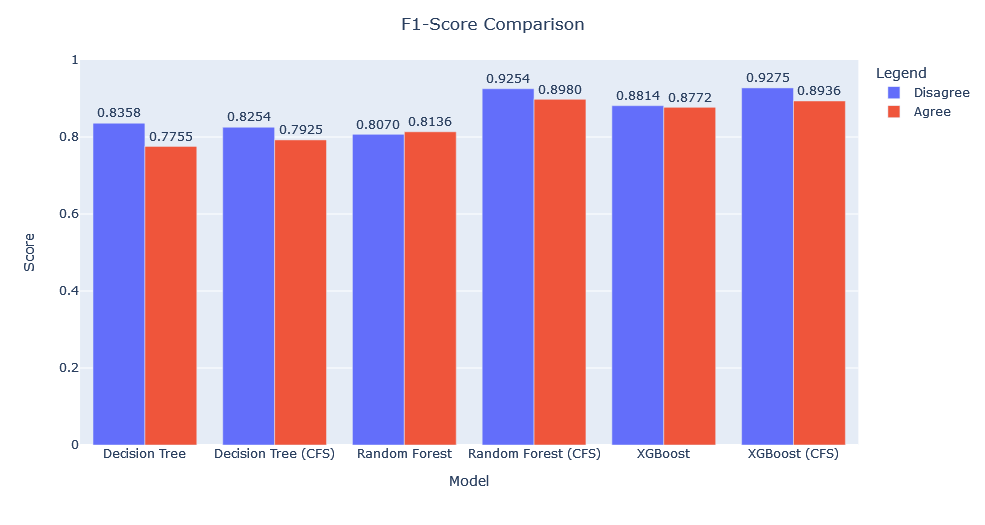 F1-Score Comparison
Legend
Disagree
Agree
Score
1
0.8
0.6
0.4
0.2
0
0.8358 0.7755 0.8254 0.7925 0.8070 0.8136 0.9254 0.8980 0.8814 0.8772 0.9275 0.8936
Decision Tree Decision Tree (CFS) Random Forest Random Forest (CFS) XGBoost XGBoost (CFS)
Model